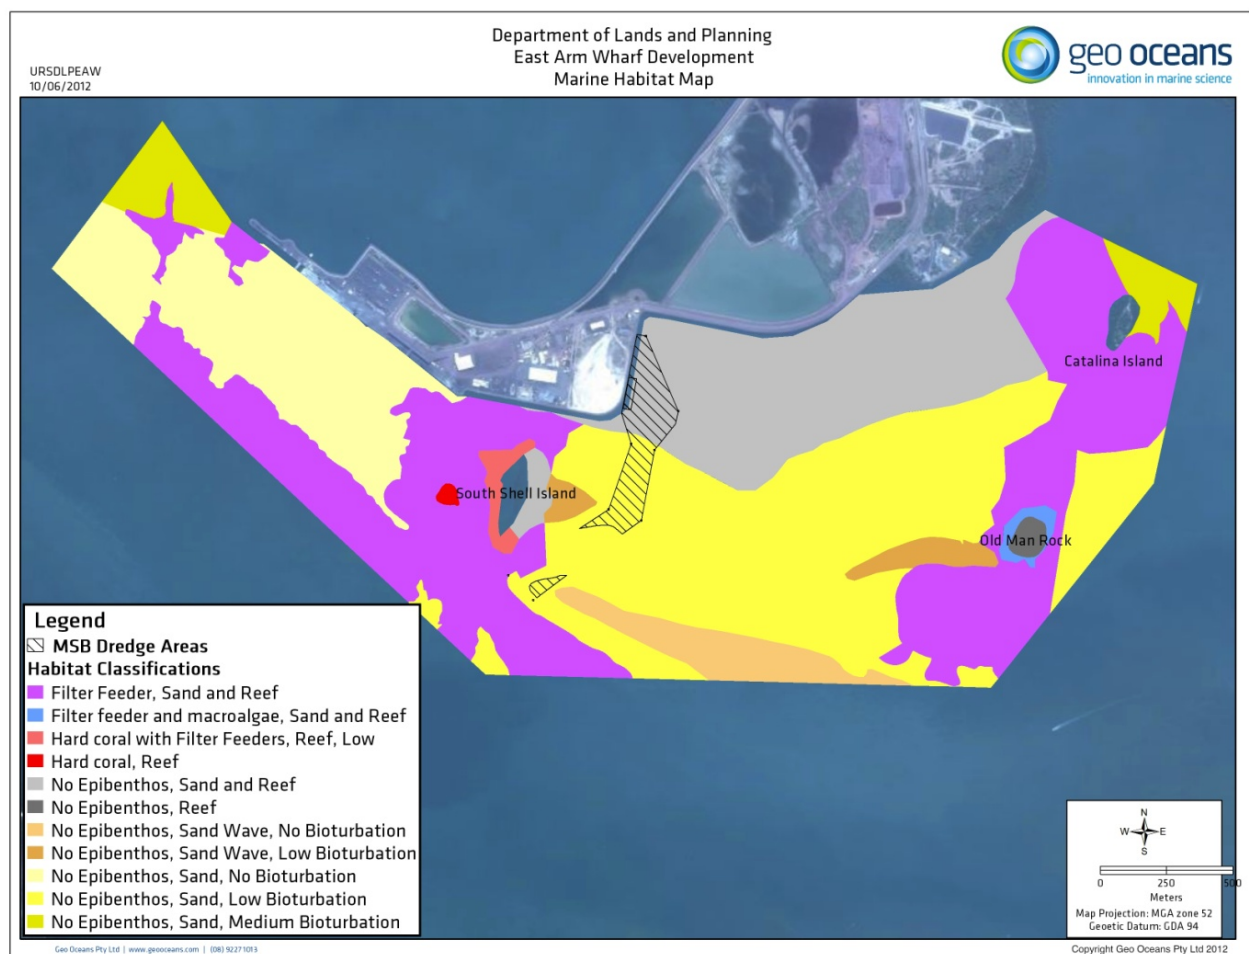 Department of Lands and Planning
East Arm Wharf Development
Marine Habitat Map
URSDLPEAW
10/06/2012
geo oceans
innovation in marine science
Catalina Island
South Shell Island
Old Man Rock
Legend
MSB Dredge Areas
Habitat Classifications
Filter Feeder, Sand and Reef
Filter feeder and macroalgae, Sand and Reef
Hard coral with Filter Feeders, Reef, Low
Hard coral, Reef
No Epibenthos, Sand and Reef
No Epibenthos, Reef
No Epibenthos, Sand Wave, No Bioturbation
No Epibenthos, Sand Wave, Low Bioturbation
No Epibenthos, Sand, No Bioturbation
No Epibenthos, Sand, Low Bioturbation
No Epibenthos, Sand, Medium Bioturbation
N
W E
S
0 250 500
Meters
Map Projection: MGA zone 52
Geoetic Datum: GDA 94
Geo Oceans Pty Ltd | www.geooceans.com | (08) 92271013
Copyright Geo Oceans Pty Ltd 2012